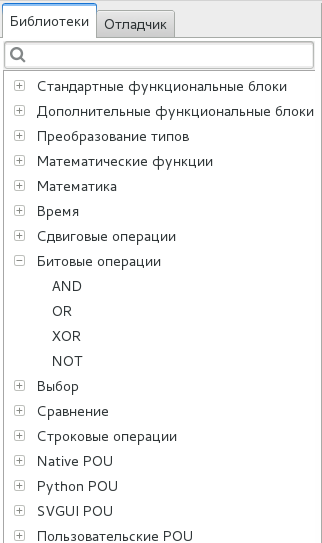 Библиотеки
Отладчик
Стандартные функциональные блоки
Дополнительные функциональные блоки
Преобразование типов
Математические функции
Математика
Время
Сдвиговые операции
Битовые операции
AND
OR
XOR
NOT
Выбор
Сравнение
Строковые операции
Native POU
Python POU
SVGUI POU
Пользовательские POU